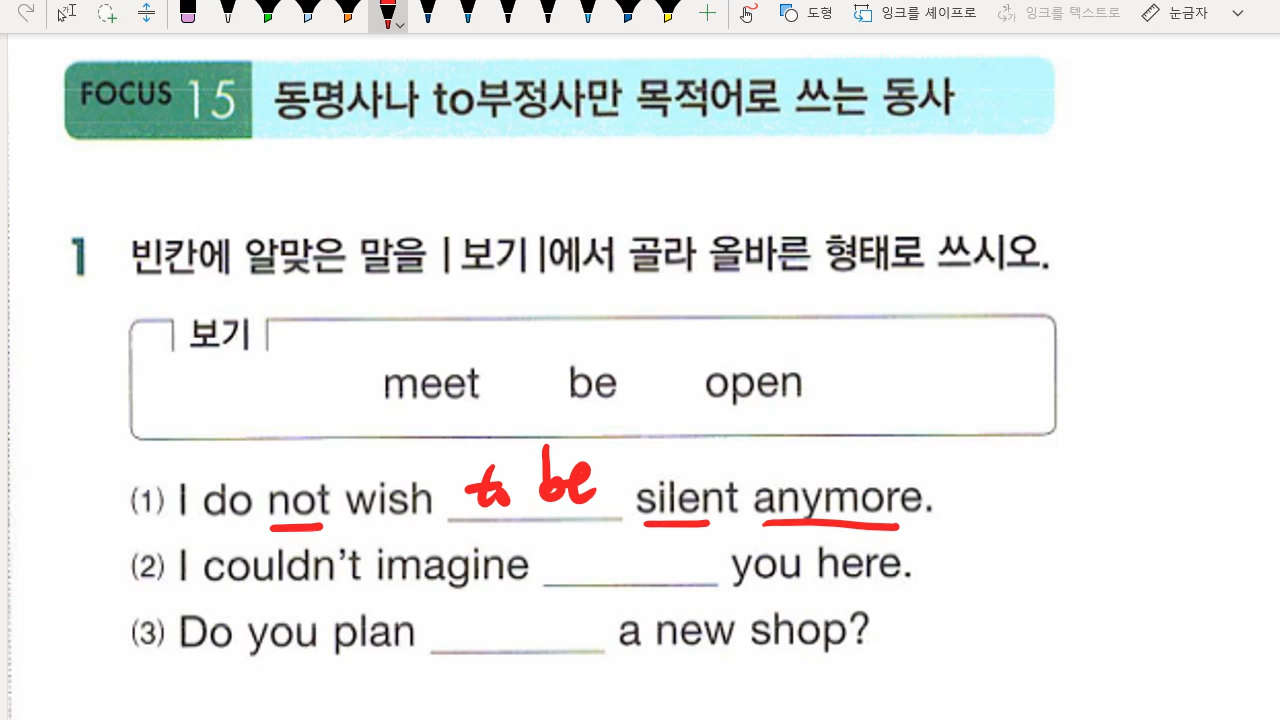 도형 잉크를 셰이프로 잉크를 텍스트로 눈금자
FOCUS 15 동명사나 to부정사만 목적어로 쓰는 동사
1 빈칸에 알맞은 말을 | 보기 |에서 골라 올바른 형태로 쓰시오.
보기
meet be open
(1) I do not wish to be silent anymore.
(2) I couldn't imagine ________ you here.
(3) Do you plan ________ a new shop?